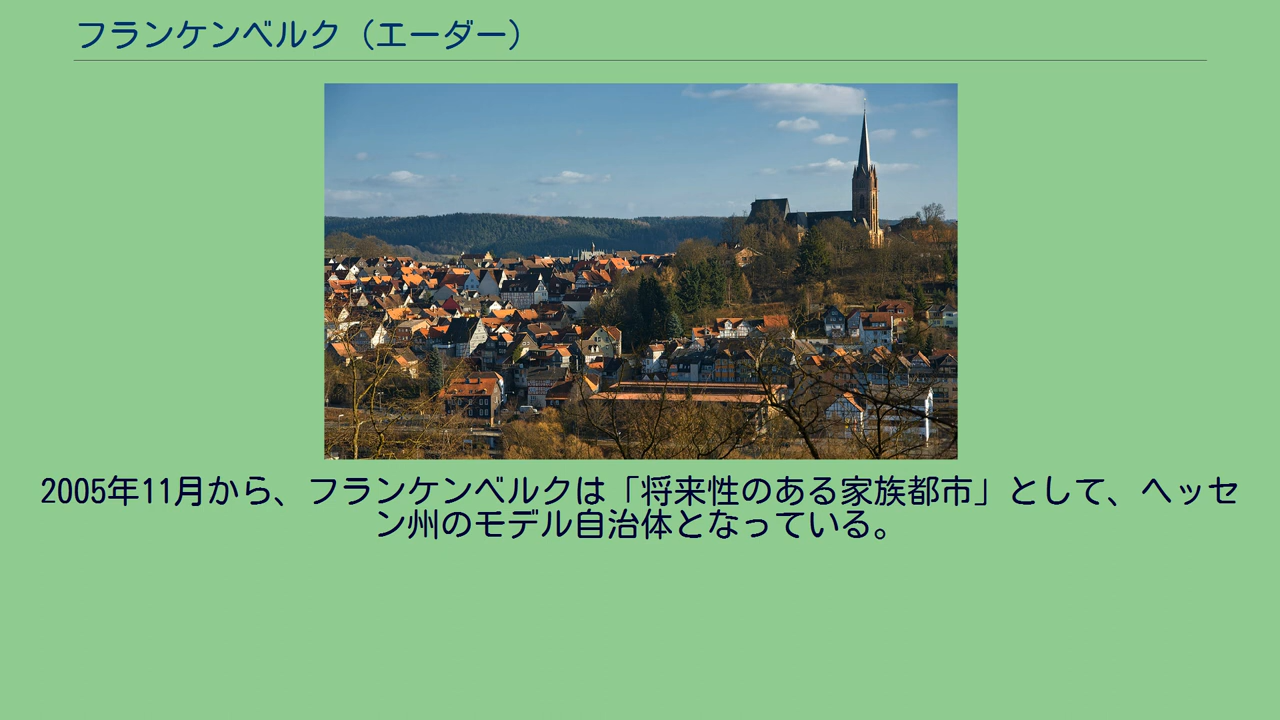 フランケンベルク（エーダー）
2005年11月から、フランケンベルクは「将来性のある家族都市」として、ヘッセ
ン州のモデル自治体となっている。